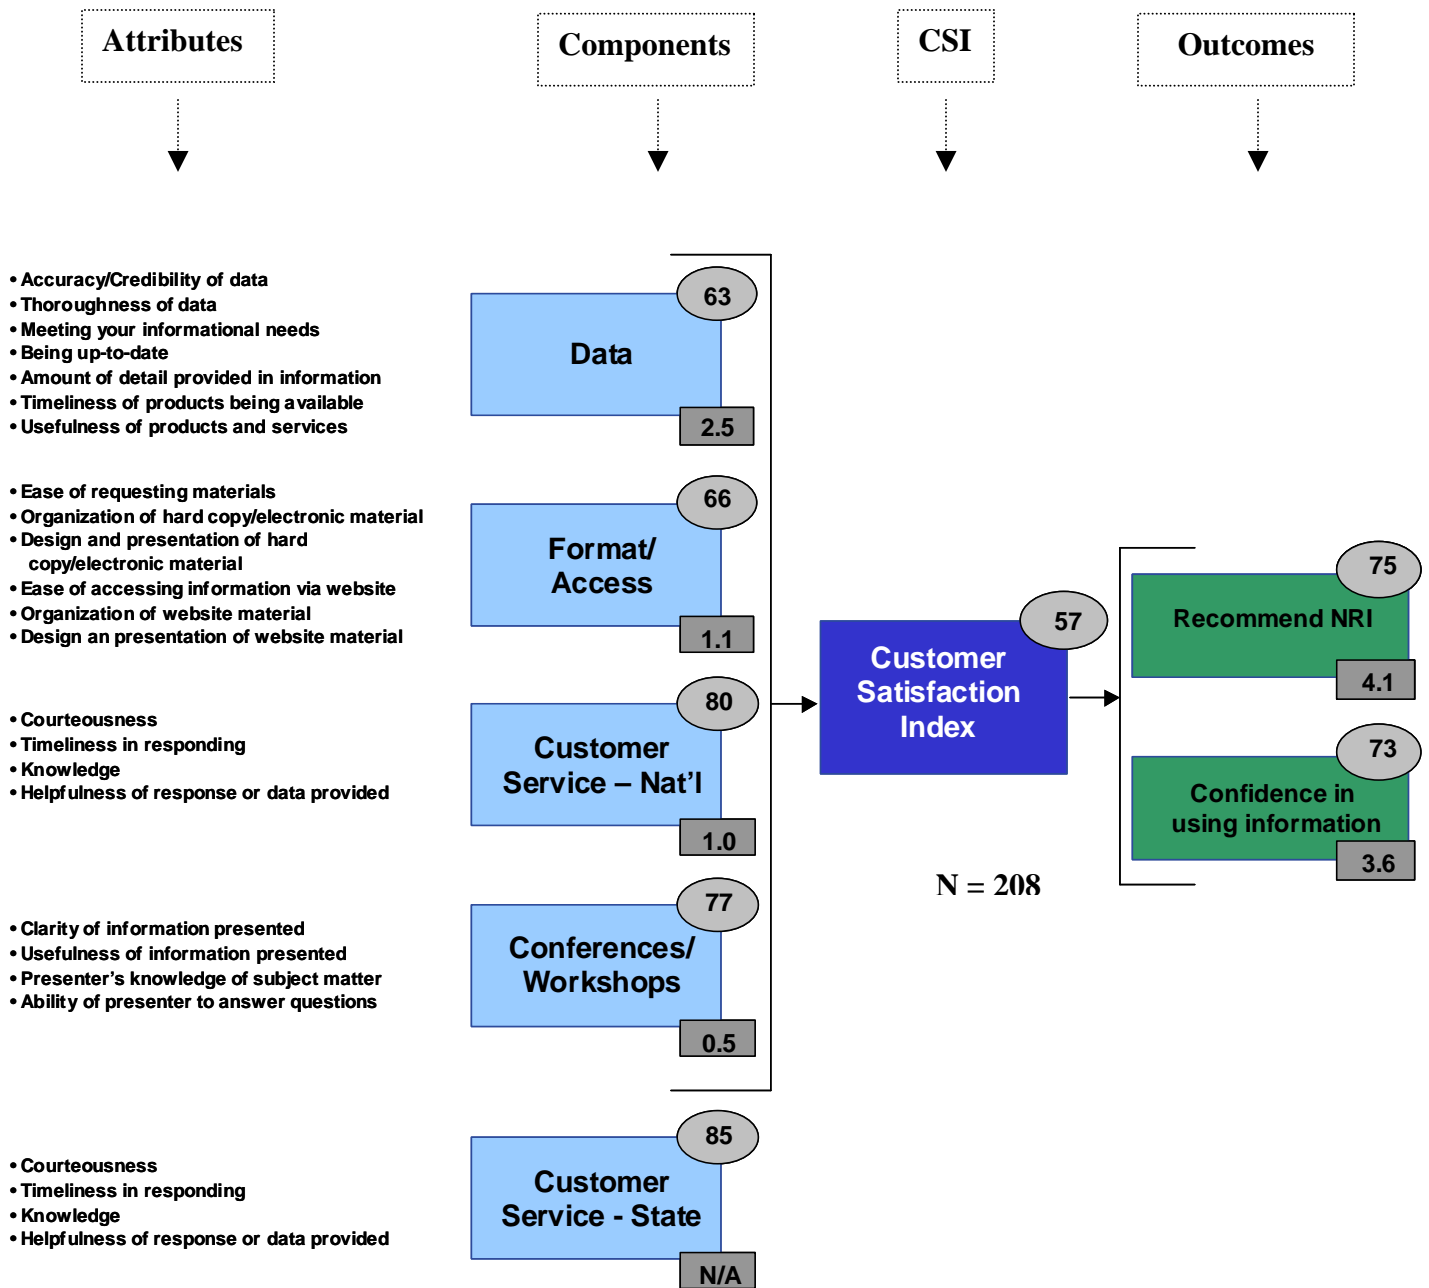 Attributes
Components
CSI
Outcomes
• Accuracy/Credibility of data
• Thoroughness of data
• Meeting your informational needs
• Being up-to-date
• Amount of detail provided in information
• Timeliness of products being available
• Usefulness of products and services
63
Data
2.5
• Ease of requesting materials
• Organization of hard copy/electronic material
• Design and presentation of hard
copy/electronic material
• Ease of accessing information via website
• Organization of website material
• Design an presentation of website material
66
Format/
Access
1.1
• Courteousness
• Timeliness in responding
• Knowledge
• Helpfulness of response or data provided
80
Customer
Service – Nat'l
1.0
• Clarity of information presented
• Usefulness of information presented
• Presenter's knowledge of subject matter
• Ability of presenter to answer questions
77
Conferences/
Workshops
0.5
• Courteousness
• Timeliness in responding
• Knowledge
• Helpfulness of response or data provided
85
Customer
Service - State
N/A
57
Customer
Satisfaction
Index
N = 208
75
Recommend NRI
4.1
73
Confidence in
using information
3.6